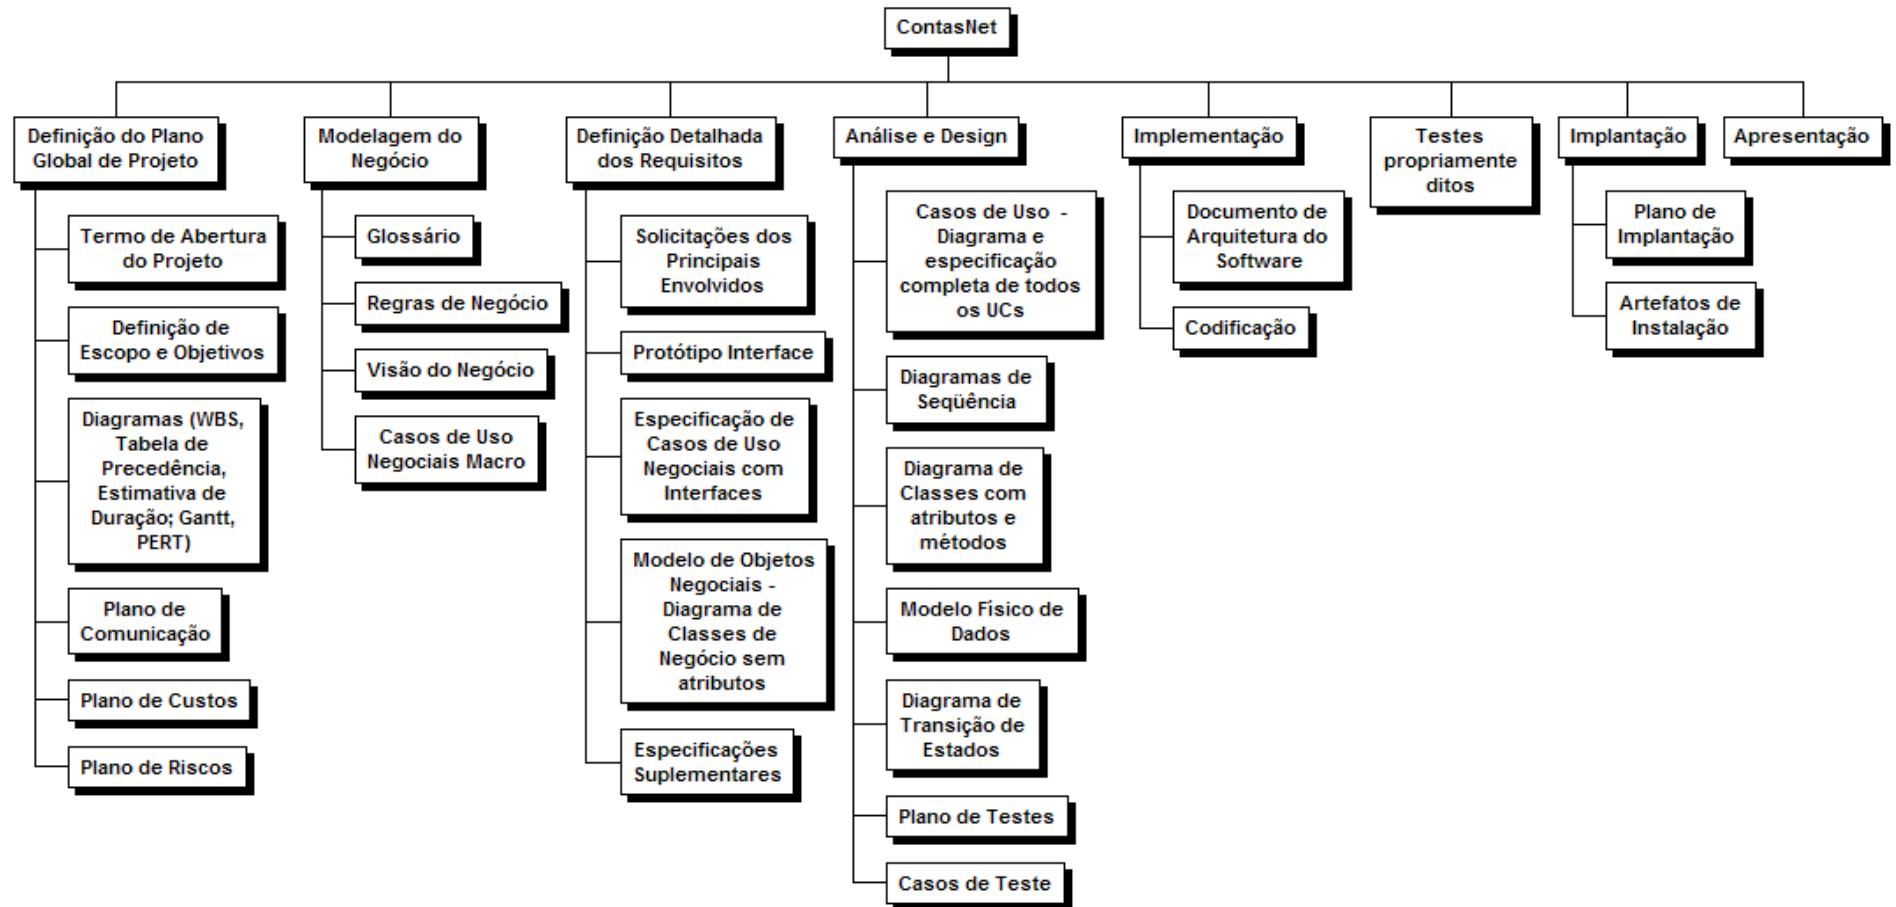 ContasNet
Definição do Plano
Global de Projeto
Termo de Abertura
do Projeto
Definição de
Escopo e Objetivos
Diagramas (WBS,
Tabela de
Precedência,
Estimativa de
Duração; Gantt,
PERT)
Plano de
Comunicação
Plano de Custos
Plano de Riscos
Modelagem do
Negócio
Glossário
Regras de Negócio
Visão do Negócio
Casos de Uso
Negociais Macro
Definição Detalhada
dos Requisitos
Solicitações dos
Principais
Envolvidos
Protótipo Interface
Especificação de
Casos de Uso
Negociais com
Interfaces
Modelo de Objetos
Negociais -
Diagrama de
Classes de
Negócio sem
atributos
Especificações
Suplementares
Análise e Design
Casos de Uso -
Diagrama e
especificação
completa de todos
os UCs
Diagramas de
Seqüência
Diagrama de
Classes com
atributos e
métodos
Modelo Físico de
Dados
Diagrama de
Transição de
Estados
Plano de Testes
Casos de Teste
Implementação
Documento de
Arquitetura do
Software
Codificação
Testes
propriamente
ditos
Implantação
Plano de
Implantação
Artefatos de
Instalação
Apresentação